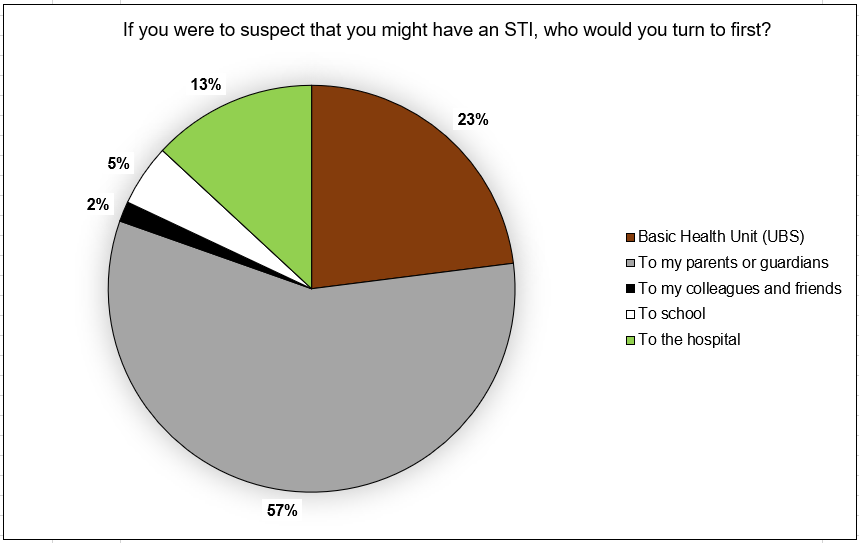 If you were to suspect that you might have an STI, who would you turn to first?
13%
23%
5%
2%
57%
Basic Health Unit (UBS)
To my parents or guardians
To my colleagues and friends
To school
To the hospital